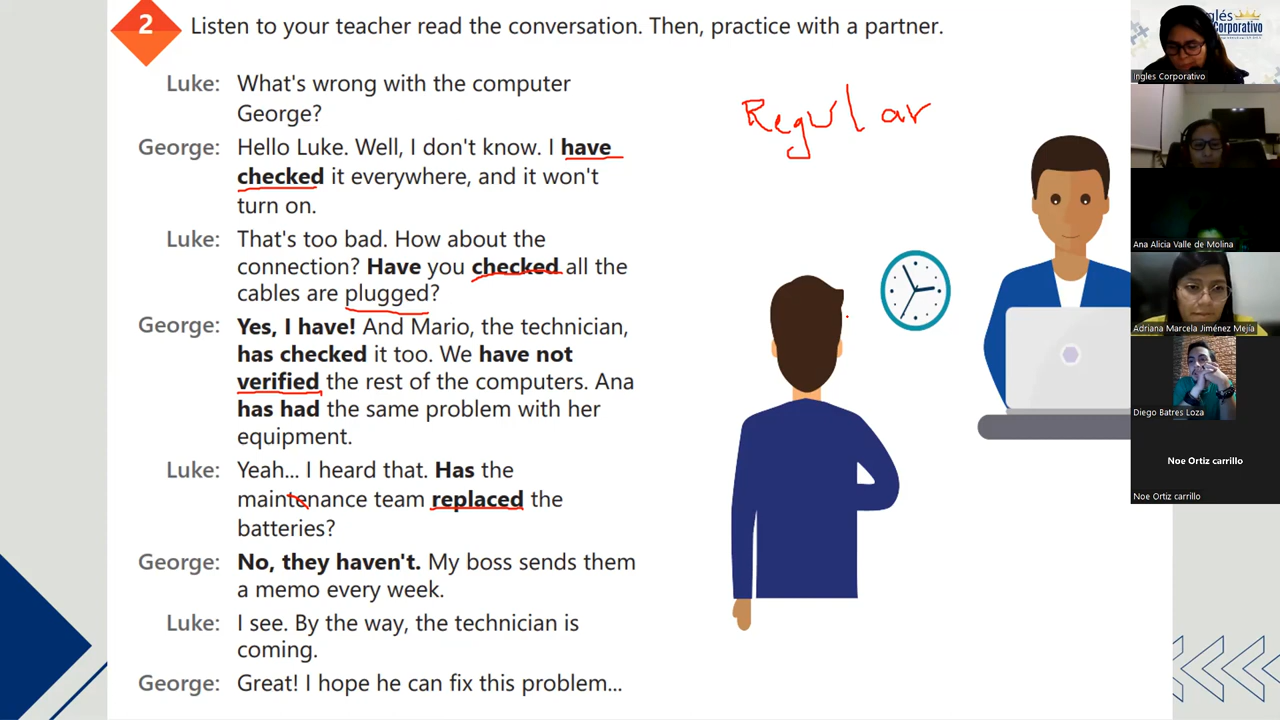 2 Listen to your teacher read the conversation. Then, practice with a partner.
Luke: What's wrong with the computer
George?
George: Hello Luke. Well, I don't know. I have
checked it everywhere, and it won't
turn on.
Luke: That's too bad. How about the
connection? Have you checked all the
cables are plugged?
George: Yes, I have! And Mario, the technician,
has checked it too. We have not
verified the rest of the computers. Ana
has had the same problem with her
equipment.
Luke: Yeah... I heard that. Has the
maintenance team replaced the
batteries?
George: No, they haven't. My boss sends them
a memo every week.
Luke: I see. By the way, the technician is
coming.
George: Great! I hope he can fix this problem...
Regular
Corporativo
Ingles Corporativo
Ana Alicia Valle de Molina
Adriana Marcela Jiménez Mejía
Diego Batres Loza
Noe Ortiz carrillo
Noe Ortiz carrillo